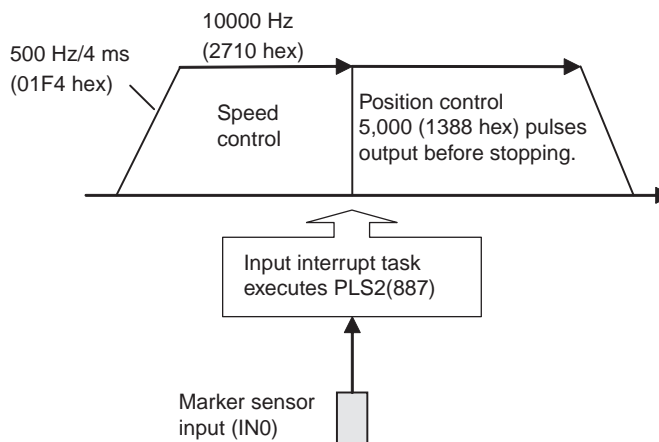 10000 Hz
(2710 hex)
500 Hz/4 ms
(01F4 hex)
Speed
control
Position control
5,000 (1388 hex) pulses
output before stopping.
Input interrupt task
executes PLS2(887)
Marker sensor
input (IN0)